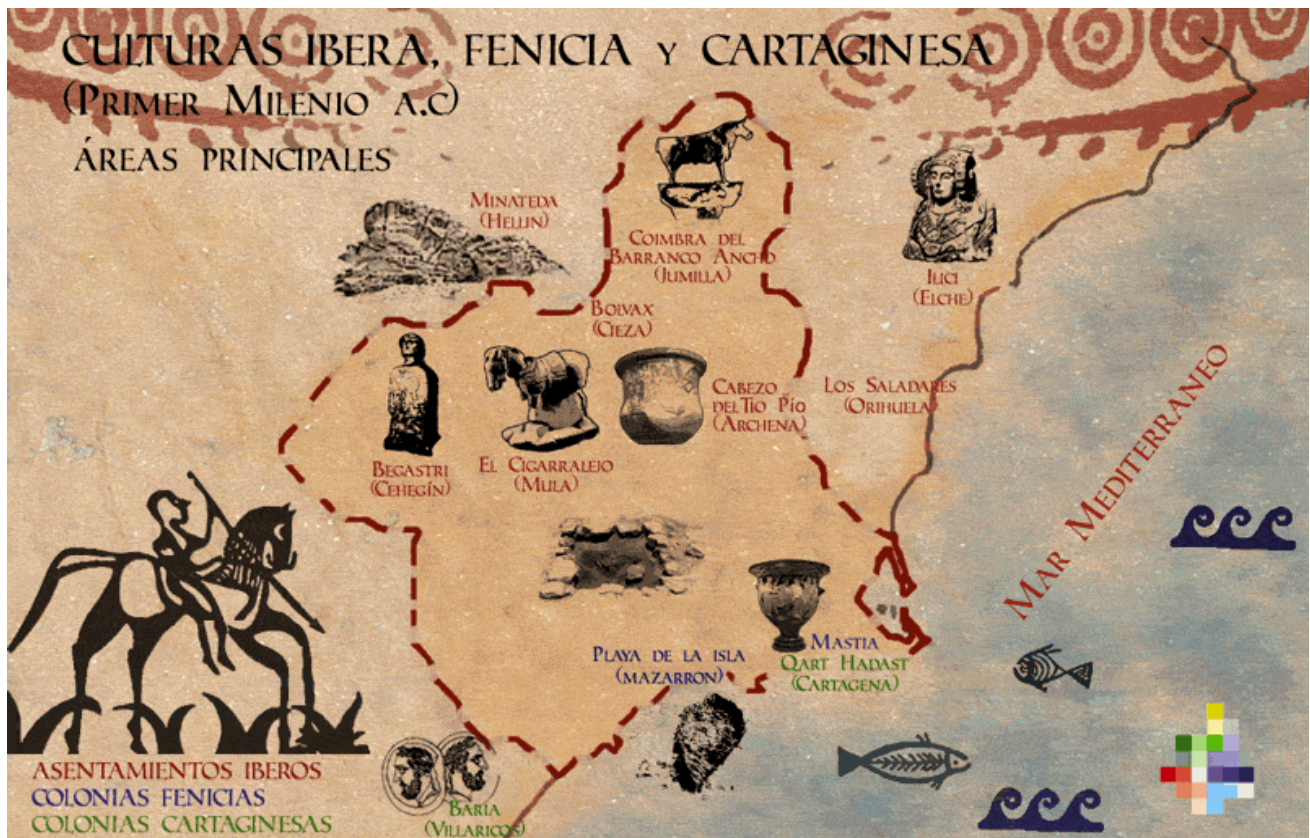 CULTURAS IBERA, FENICIA Y CARTAGINESA
(PRIMER MILENIO A.C)
ÁREAS PRINCIPALES
MINATEDA
(HELLIN)
COIMBRA DEL
BARRANCO ANCHO
(JUMILLA)
ILICI
(ELCHE)
BOLVAX
(CIEZA)
CABEZO
DEL TIO PÍO
(ARCHENA)
LOS SALADARES
(ORIHUELA)
BEGASTRI
(CEHEGÍN)
EL CIGARRALEJO
(MULA)
MAR MEDITERRANEO
PLAYA DE LA ISLA
(MAZARRON)
MASTIA
QART HADAST
(CARTAGENA)
BARIA
(VILLARICOS)
ASENTAMIENTOS IBEROS
COLONIAS FENICIAS
COLONIAS CARTAGINESAS